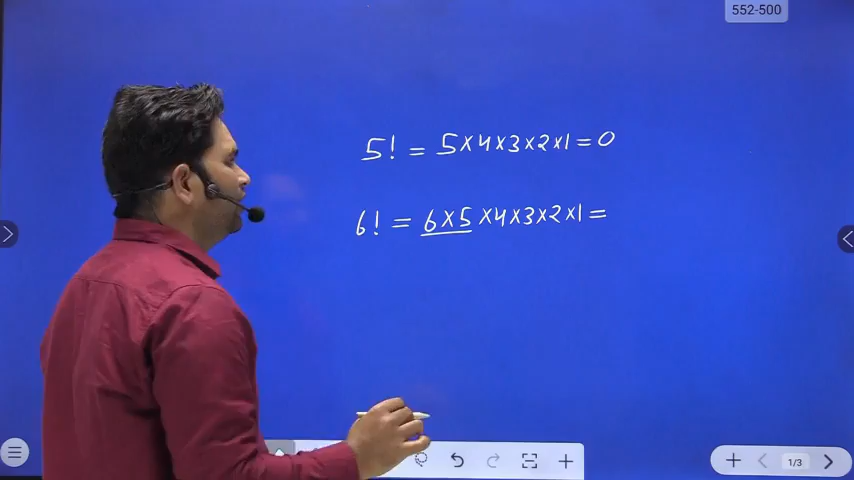 552-500
5! = 5×4×3×2×1=0
6! = 6×5×4×3×2×1=
1/3